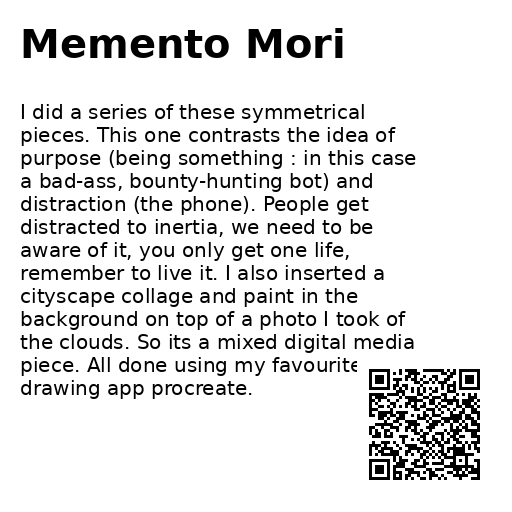 Memento Mori
I did a series of these symmetrical
pieces. This one contrasts the idea of
purpose (being something : in this case
a bad-ass, bounty-hunting bot) and
distraction (the phone). People get
distracted to inertia, we need to be
aware of it, you only get one life,
remember to live it. I also inserted a
cityscape collage and paint in the
background on top of a photo I took of
the clouds. So its a mixed digital media
piece. All done using my favourite
drawing app procreate.